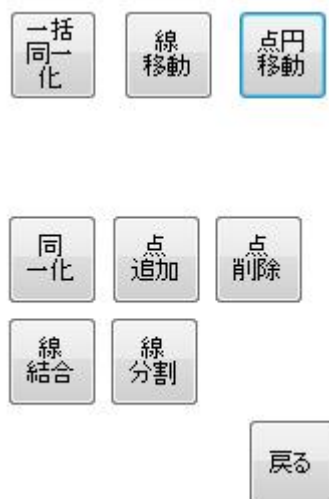 一括
同一
化
線
移動
点円
移動
同
一化
点
追加
点
削除
線
結合
線
分割
戻る